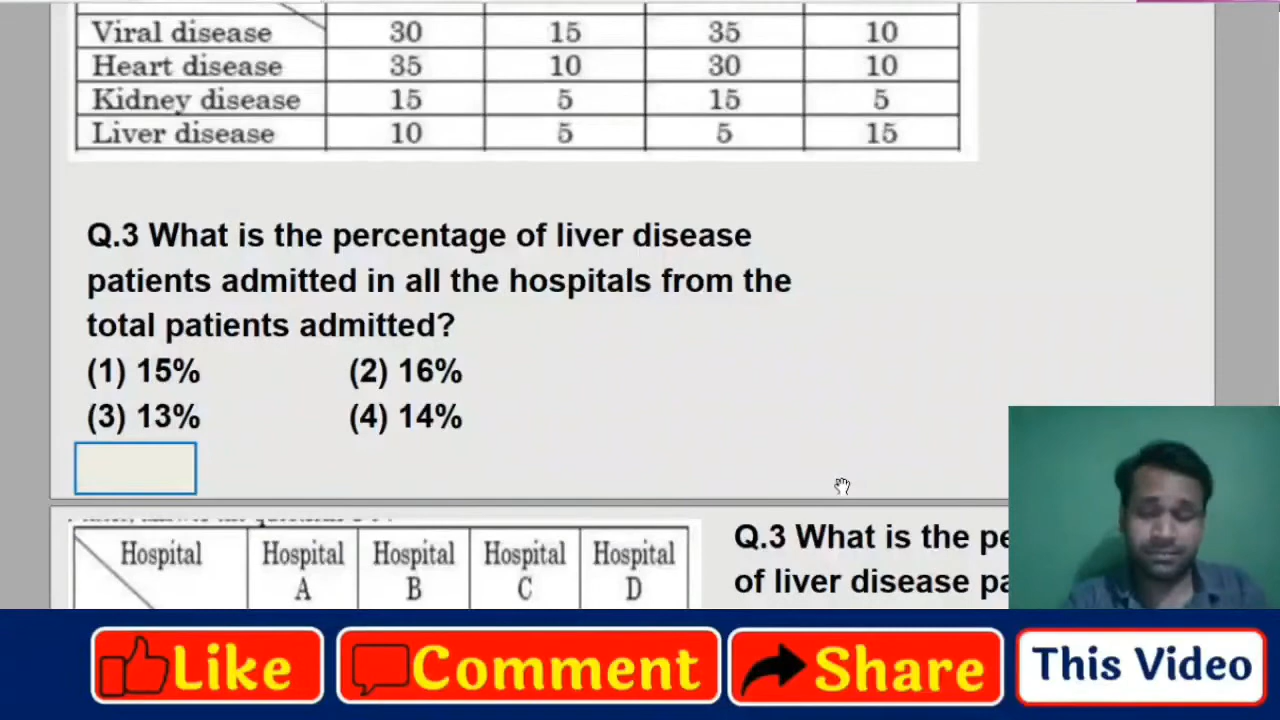 Viral disease 30 15 35 10
Heart disease 35 10 30 10
Kidney disease 15 5 15 5
Liver disease 10 5 5 15
Q.3 What is the percentage of liver disease
patients admitted in all the hospitals from the
total patients admitted?
(1) 15% (2) 16%
(3) 13% (4) 14%
Hospital Hospital Hospital Hospital Hospital
A B C D
Q.3 What is the
of liver disease
Like Comment Share This Video